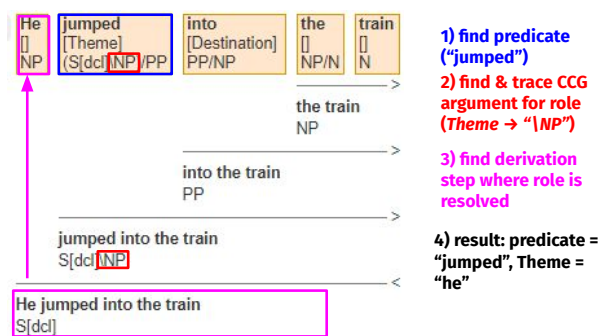 He jumped into the train
[] [Theme] [Destination] [] []
NP (S[dcl]\NP)/PP PP/NP NP/N N
>
the train
NP
>
into the train
PP
>
jumped into the train
S[dcl]\NP
<
He jumped into the train
S[dcl]
1) find predicate
("jumped")
2) find & trace CCG
argument for role
(Theme → "\NP")
3) find derivation
step where role is
resolved
4) result: predicate =
"jumped", Theme =
"he"